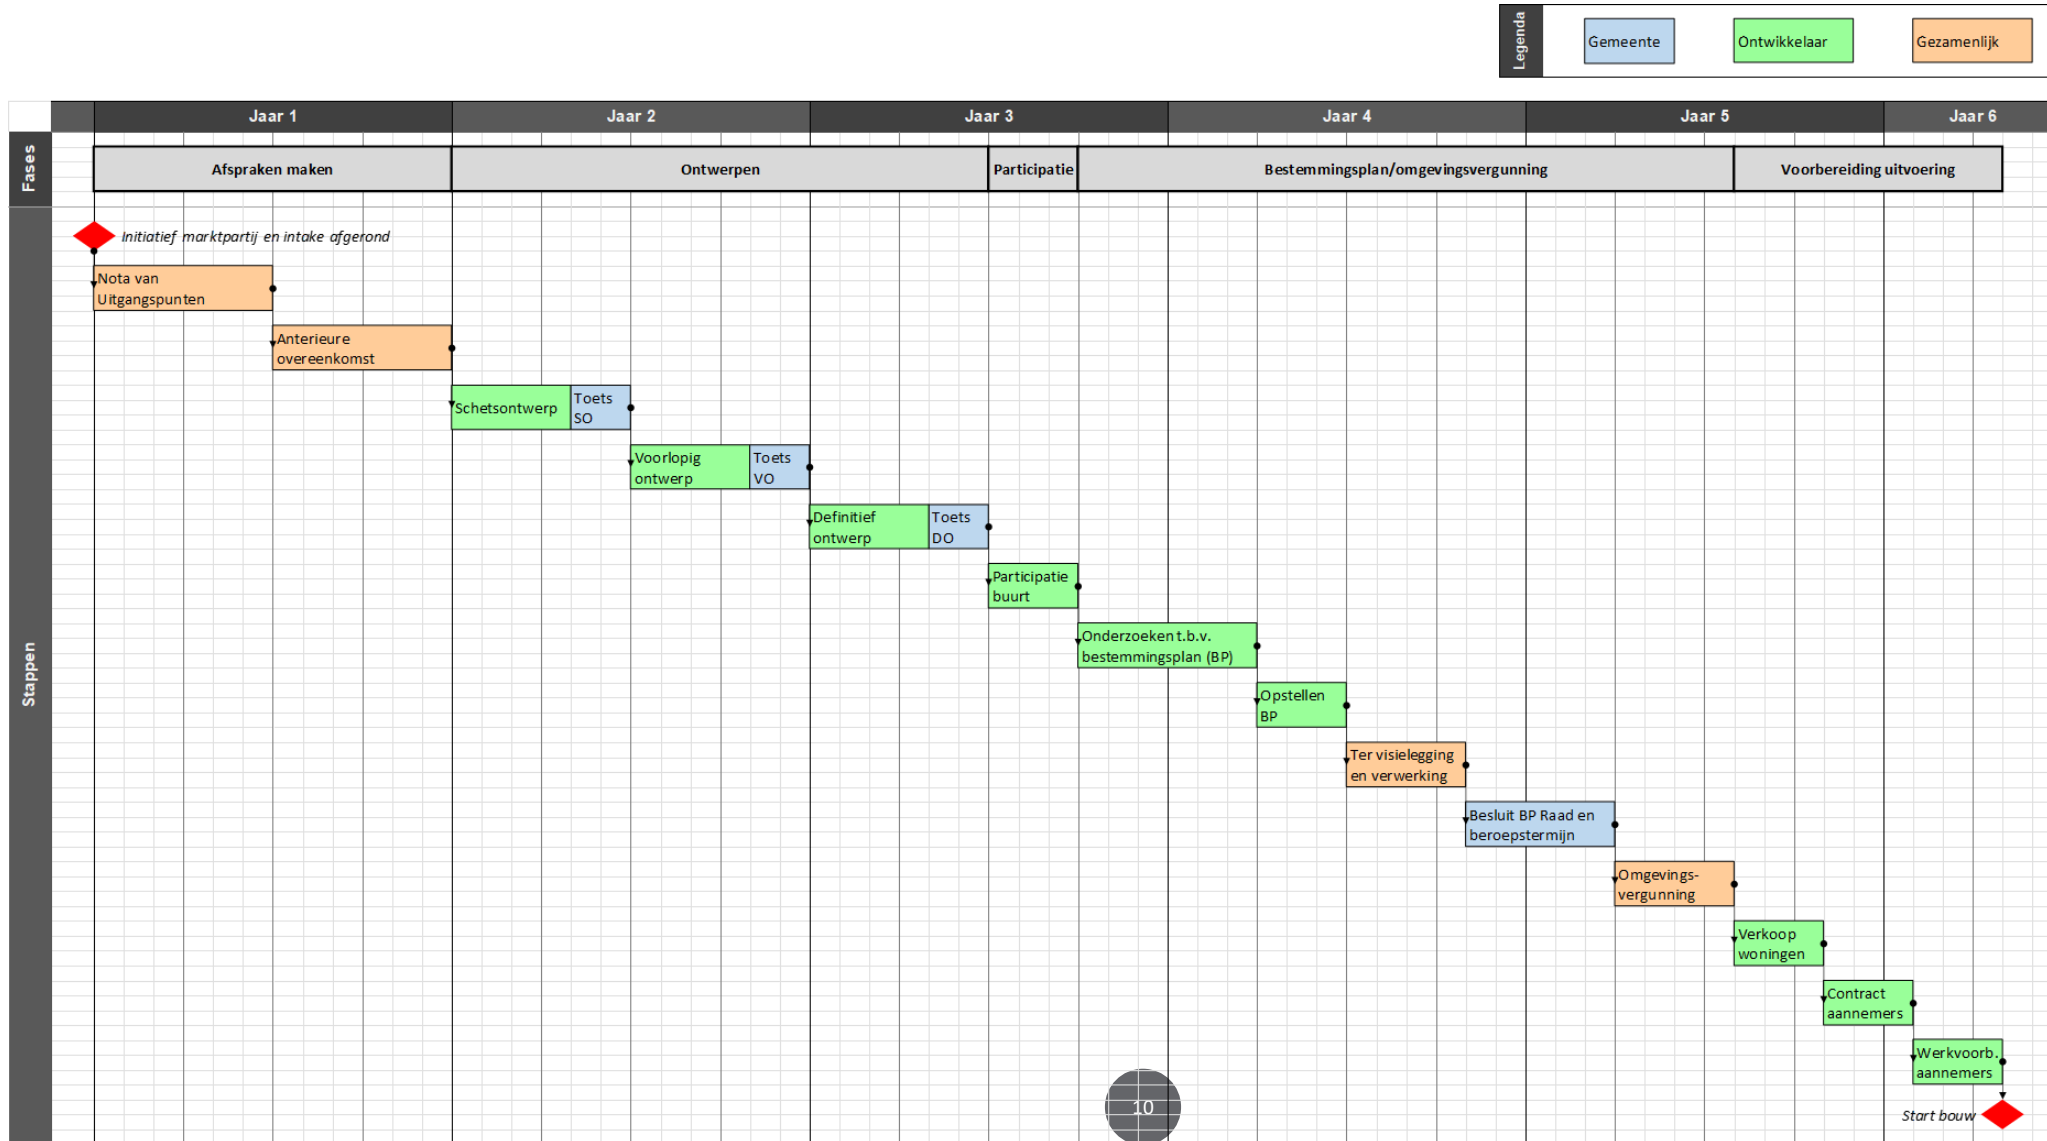 Legenda
Gemeente
Ontwikkelaar
Gezamenlijk
Jaar 1
Jaar 2
Jaar 3
Jaar 4
Jaar 5
Jaar 6
Fases
Afspraken maken
Ontwerpen
Participatie
Bestemmingsplan/omgevingsvergunning
Voorbereiding uitvoering
Stappen
Initiatief marktpartij en intake afgerond
Nota van
Uitgangspunten
Anterieure
overeenkomst
Schetsontwerp
Toets
SO
Voorlopig
ontwerp
Toets
VO
Definitief
ontwerp
Toets
DO
Participatie
buurt
Onderzoeken t.b.v.
bestemmingsplan (BP)
Opstellen
BP
Ter visielegging
en verwerking
Besluit BP Raad en
beroepstermijn
Omgevings-
vergunning
Verkoop
woningen
Contract
aannemers
Werkvoorb.
aannemers
Start bouw
10